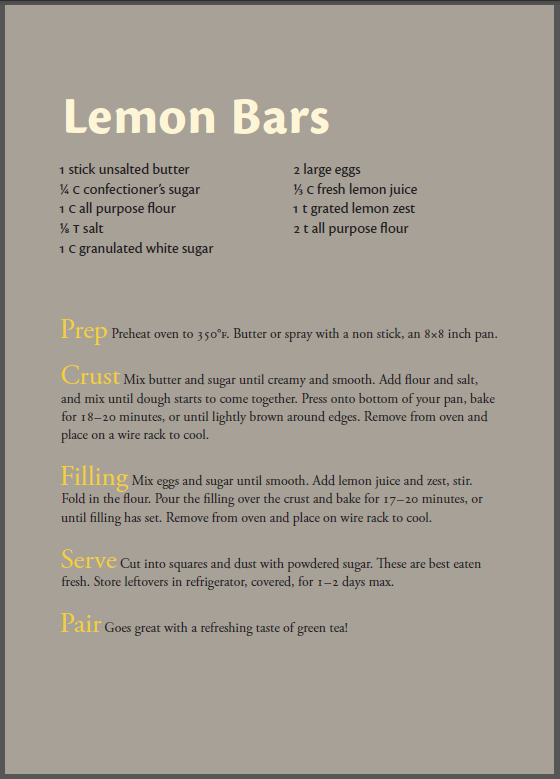 Lemon Bars
1 stick unsalted butter
¼ C confectioner's sugar
1 C all purpose flour
⅛ T salt
1 C granulated white sugar
2 large eggs
⅓ C fresh lemon juice
1 t grated lemon zest
2 t all purpose flour
Prep Preheat oven to 350°F. Butter or spray with a non stick, an 8×8 inch pan.
Crust Mix butter and sugar until creamy and smooth. Add flour and salt,
and mix until dough starts to come together. Press onto bottom of your pan, bake
for 18–20 minutes, or until lightly brown around edges. Remove from oven and
place on a wire rack to cool.
Filling Mix eggs and sugar until smooth. Add lemon juice and zest, stir.
Fold in the flour. Pour the filling over the crust and bake for 17–20 minutes, or
until filling has set. Remove from oven and place on wire rack to cool.
Serve Cut into squares and dust with powdered sugar. These are best eaten
fresh. Store leftovers in refrigerator, covered, for 1–2 days max.
Pair Goes great with a refreshing taste of green tea!